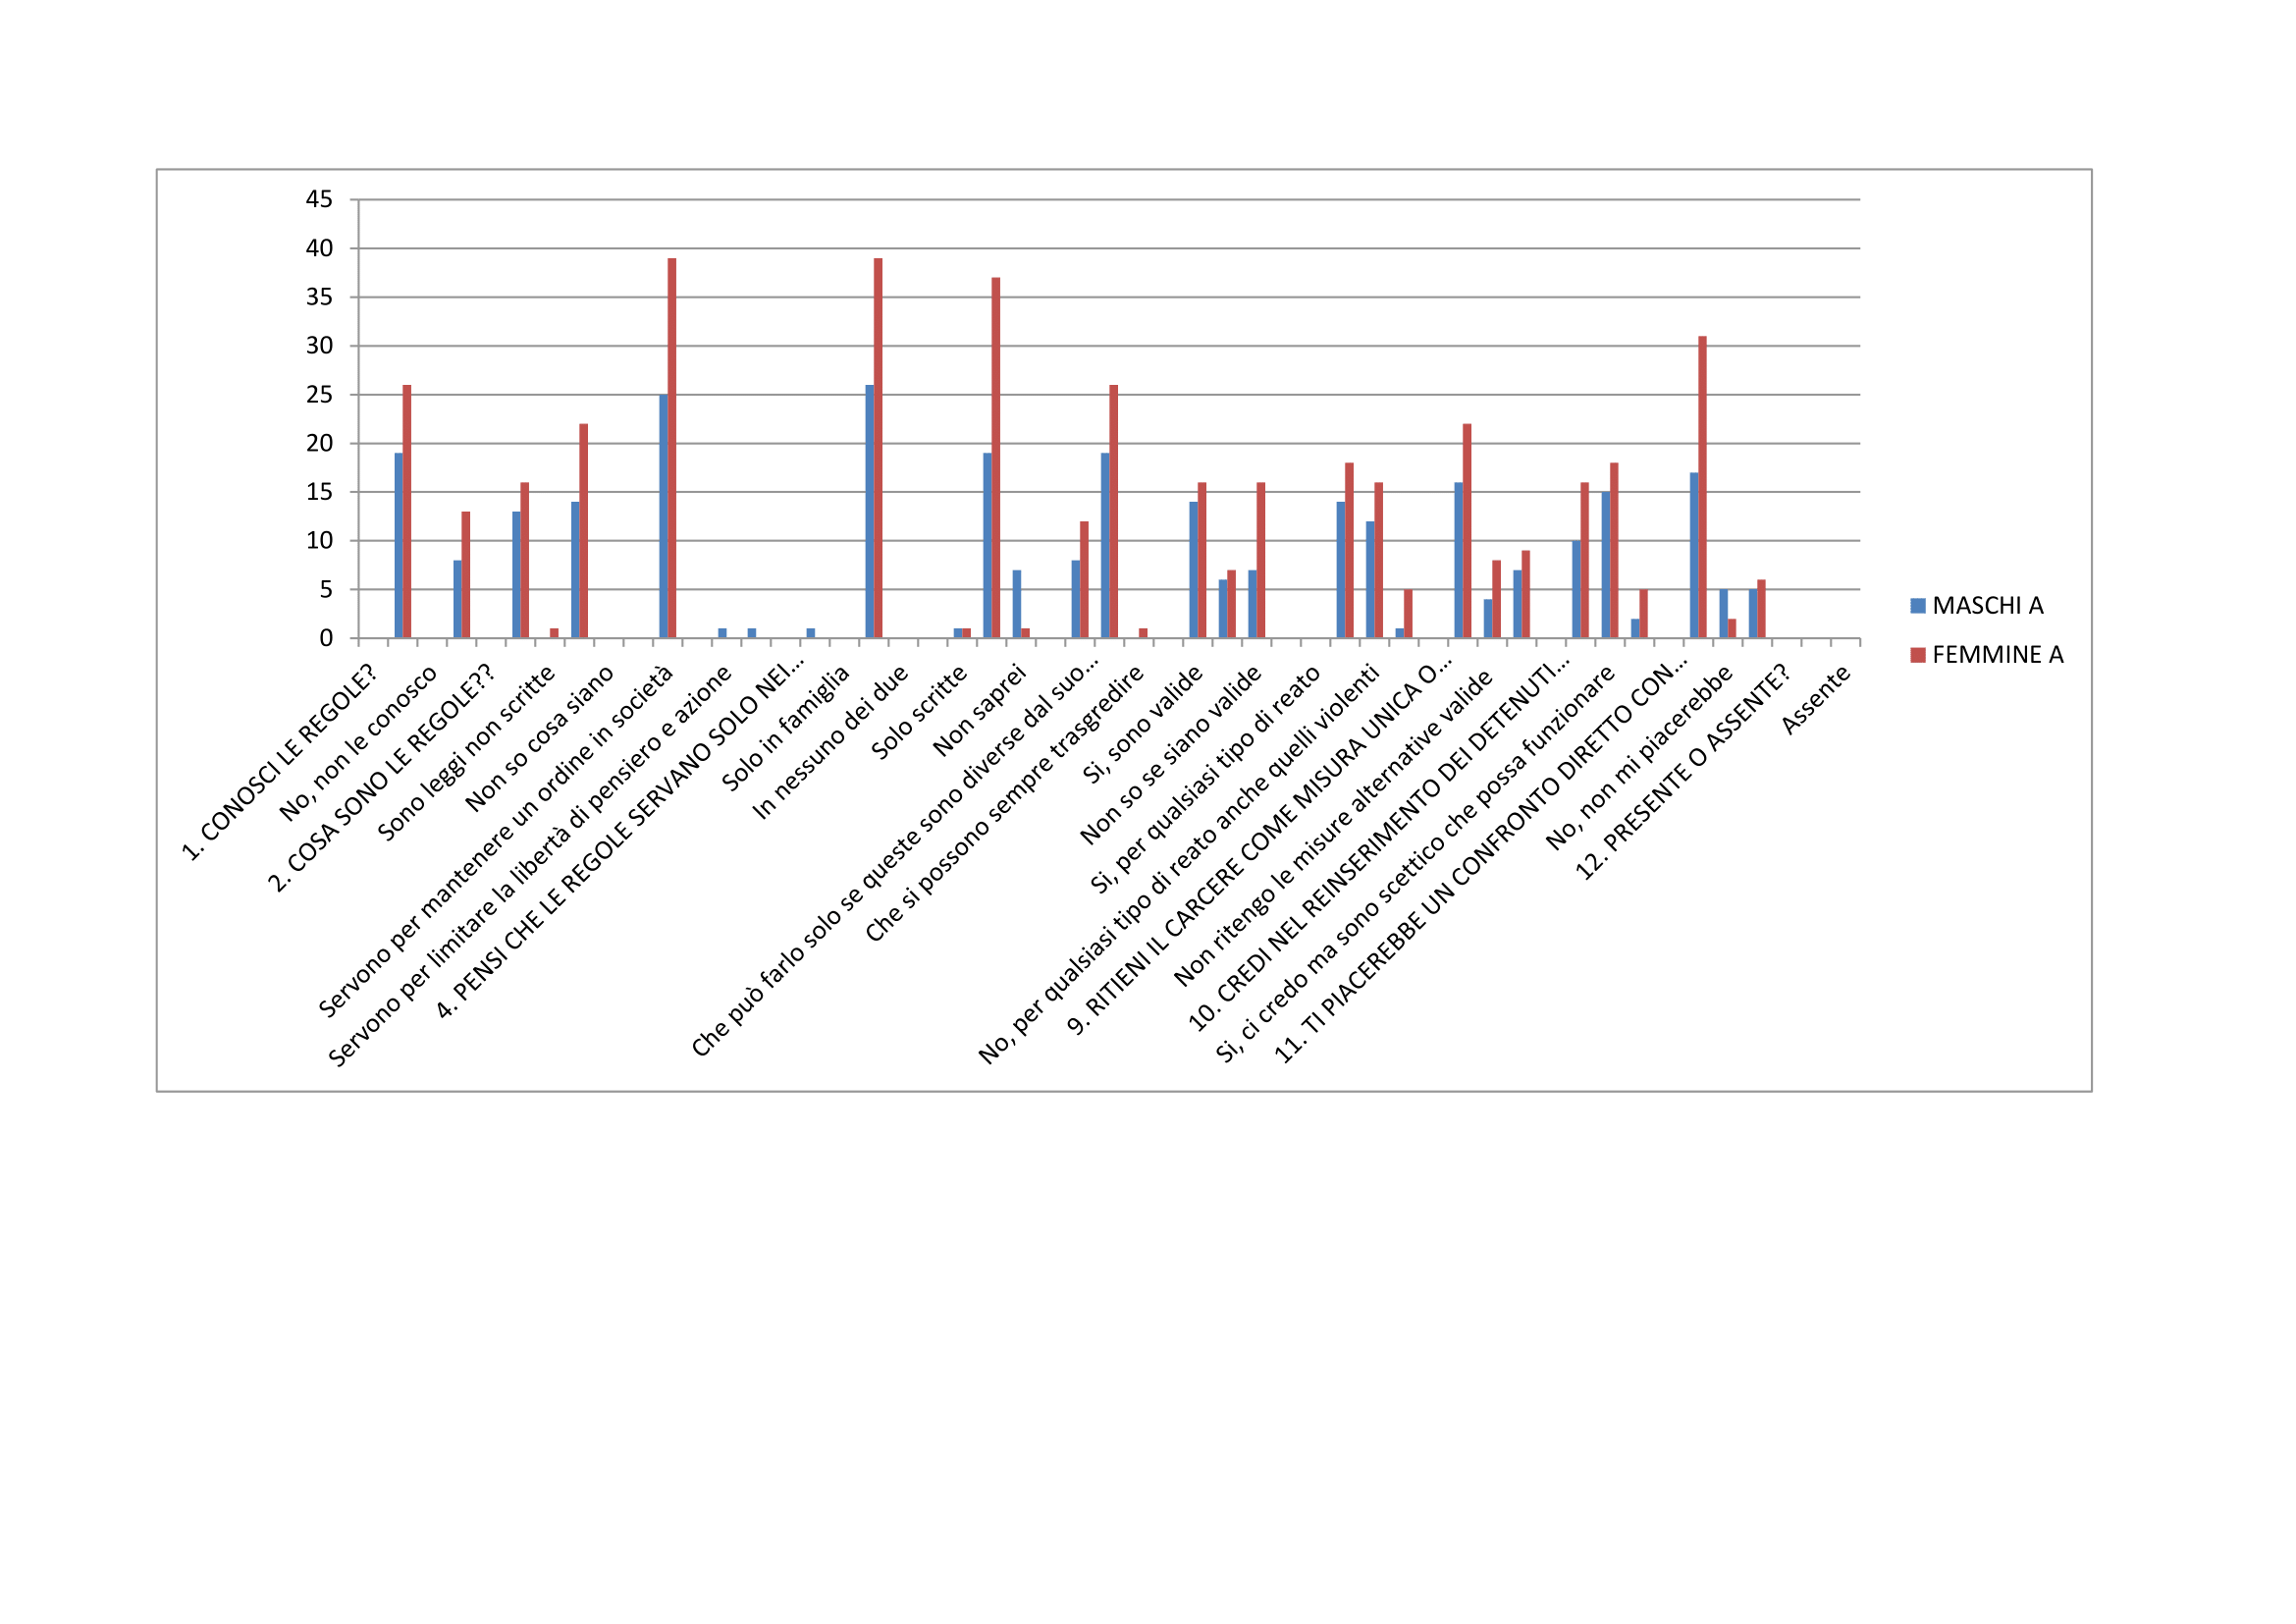 45
40
35
30
25
20
15
10
5
0
1. CONOSCI LE REGOLE?
No, non le conosco
2. COSA SONO LE REGOLE??
Sono leggi non scritte
Non so cosa siano
Servono per mantenere un ordine in società
Servono per limitare la libertà di pensiero e azione
4. PENSI CHE LE REGOLE SERVANO SOLO NEI…
Solo in famiglia
In nessuno dei due
Solo scritte
Non saprei
Che può farlo solo se queste sono diverse dal suo…
Che si possono sempre trasgredire
Si, sono valide
Non so se siano valide
Si, per qualsiasi tipo di reato
No, per qualsiasi tipo di reato anche quelli violenti
9. RITIENI IL CARCERE COME MISURA UNICA O…
Non ritengo le misure alternative valide
10. CREDI NEL REINSERIMENTO DEI DETENUTI…
Si, ci credo ma sono scettico che possa funzionare
11. TI PIACEREBBE UN CONFRONTO DIRETTO CON…
No, non mi piacerebbe
12. PRESENTE O ASSENTE?
Assente
MASCHI A
FEMMINE A